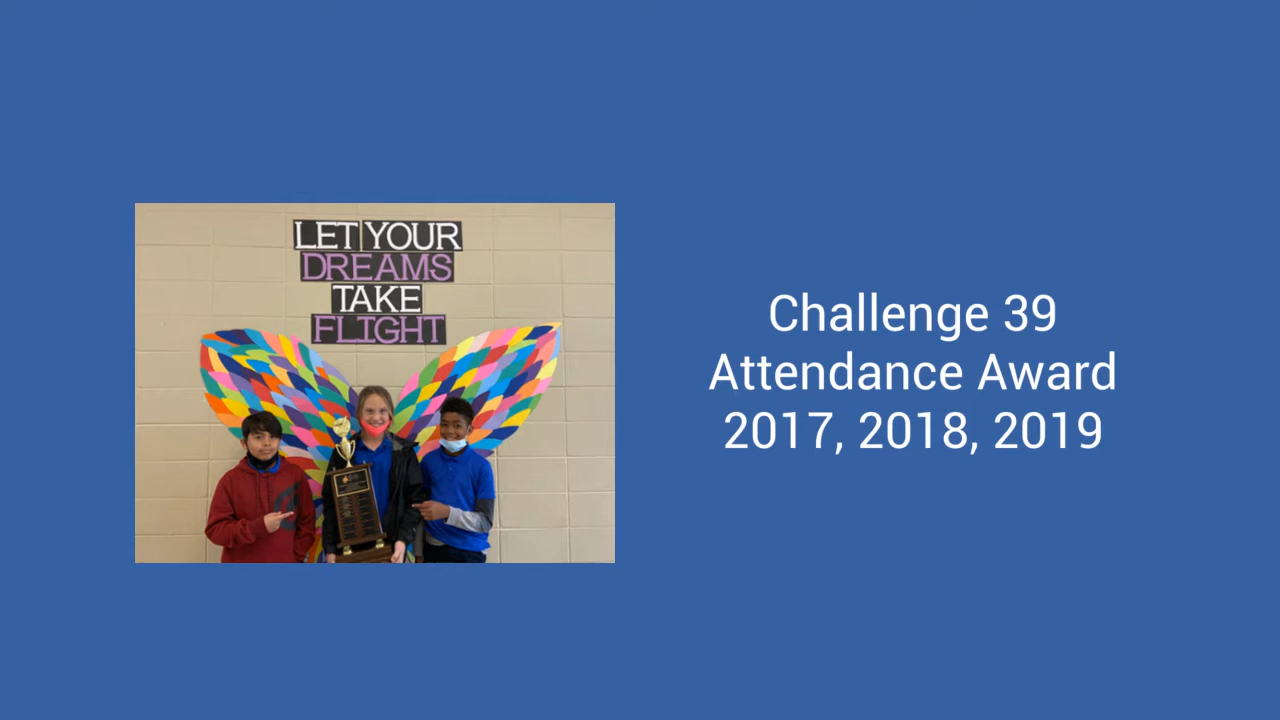 LET YOUR
DREAMS
TAKE
FLIGHT
Challenge 39
Attendance Award
2017, 2018, 2019